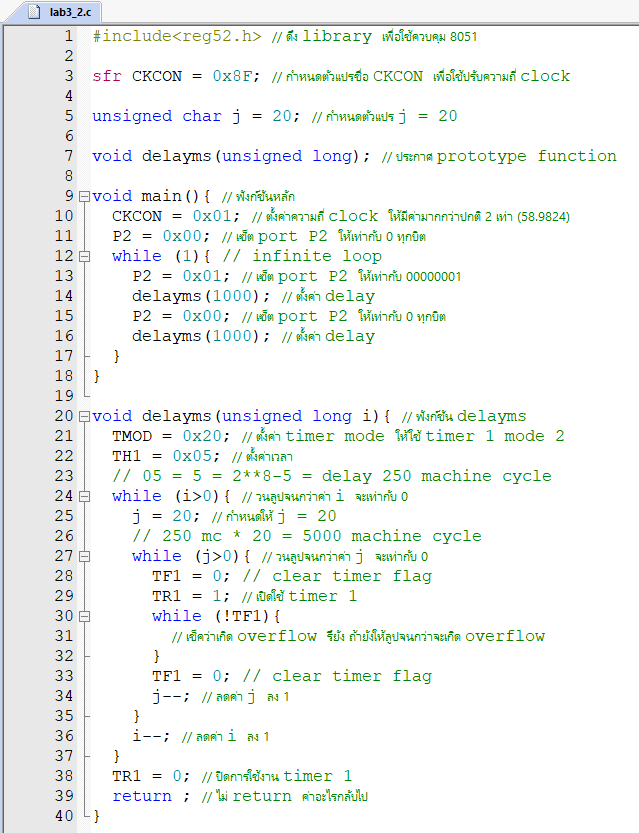 lab3_2.c
1 #include<reg52.h> // ดึง library เพื่อใช้ควบคุม 8051
2
3 sfr CKCON = 0x8F; // กำหนดตัวแปรชื่อ CKCON เพื่อใช้ปรับความถี่ clock
4
5 unsigned char j = 20; // กำหนดตัวแปร j = 20
6
7 void delayms(unsigned long); // ประกาศ prototype function
8
9 void main(){ // ฟังก์ชันหลัก
10 CKCON = 0x01; // ตั้งค่าความถี่ clock ให้มีค่ามากกว่าปกติ 2 เท่า (58.9824)
11 P2 = 0x00; // เซ็ต port P2 ให้เท่ากับ 0 ทุกบิต
12 while (1){ // infinite loop
13 P2 = 0x01; // เซ็ต port P2 ให้เท่ากับ 00000001
14 delayms(1000); // ตั้งค่า delay
15 P2 = 0x00; // เซ็ต port P2 ให้เท่ากับ 0 ทุกบิต
16 delayms(1000); // ตั้งค่า delay
17 }
18 }
19
20 void delayms(unsigned long i){ // ฟังก์ชัน delayms
21 TMOD = 0x20; // ตั้งค่า timer mode ให้ใช้ timer 1 mode 2
22 TH1 = 0x05; // ตั้งค่าเวลา
23 // 05 = 5 = 2**8-5 = delay 250 machine cycle
24 while (i>0){ // วนลูปจนกว่าค่า i จะเท่ากับ 0
25 j = 20; // กำหนดให้ j = 20
26 // 250 mc * 20 = 5000 machine cycle
27 while (j>0){ // วนลูปจนกว่าค่า j จะเท่ากับ 0
28 TF1 = 0; // clear timer flag
29 TR1 = 1; // เปิดใช้ timer 1
30 while (!TF1){
31 // เช็คว่าเกิด overflow รึยัง ถ้ายังให้ลูปจนกว่าจะเกิด overflow
32 }
33 TF1 = 0; // clear timer flag
34 j--; // ลดค่า j ลง 1
35 }
36 i--; // ลดค่า i ลง 1
37 }
38 TR1 = 0; // ปิดการใช้งาน timer 1
39 return ; // ไม่ return ค่าอะไรกลับไป
40 }